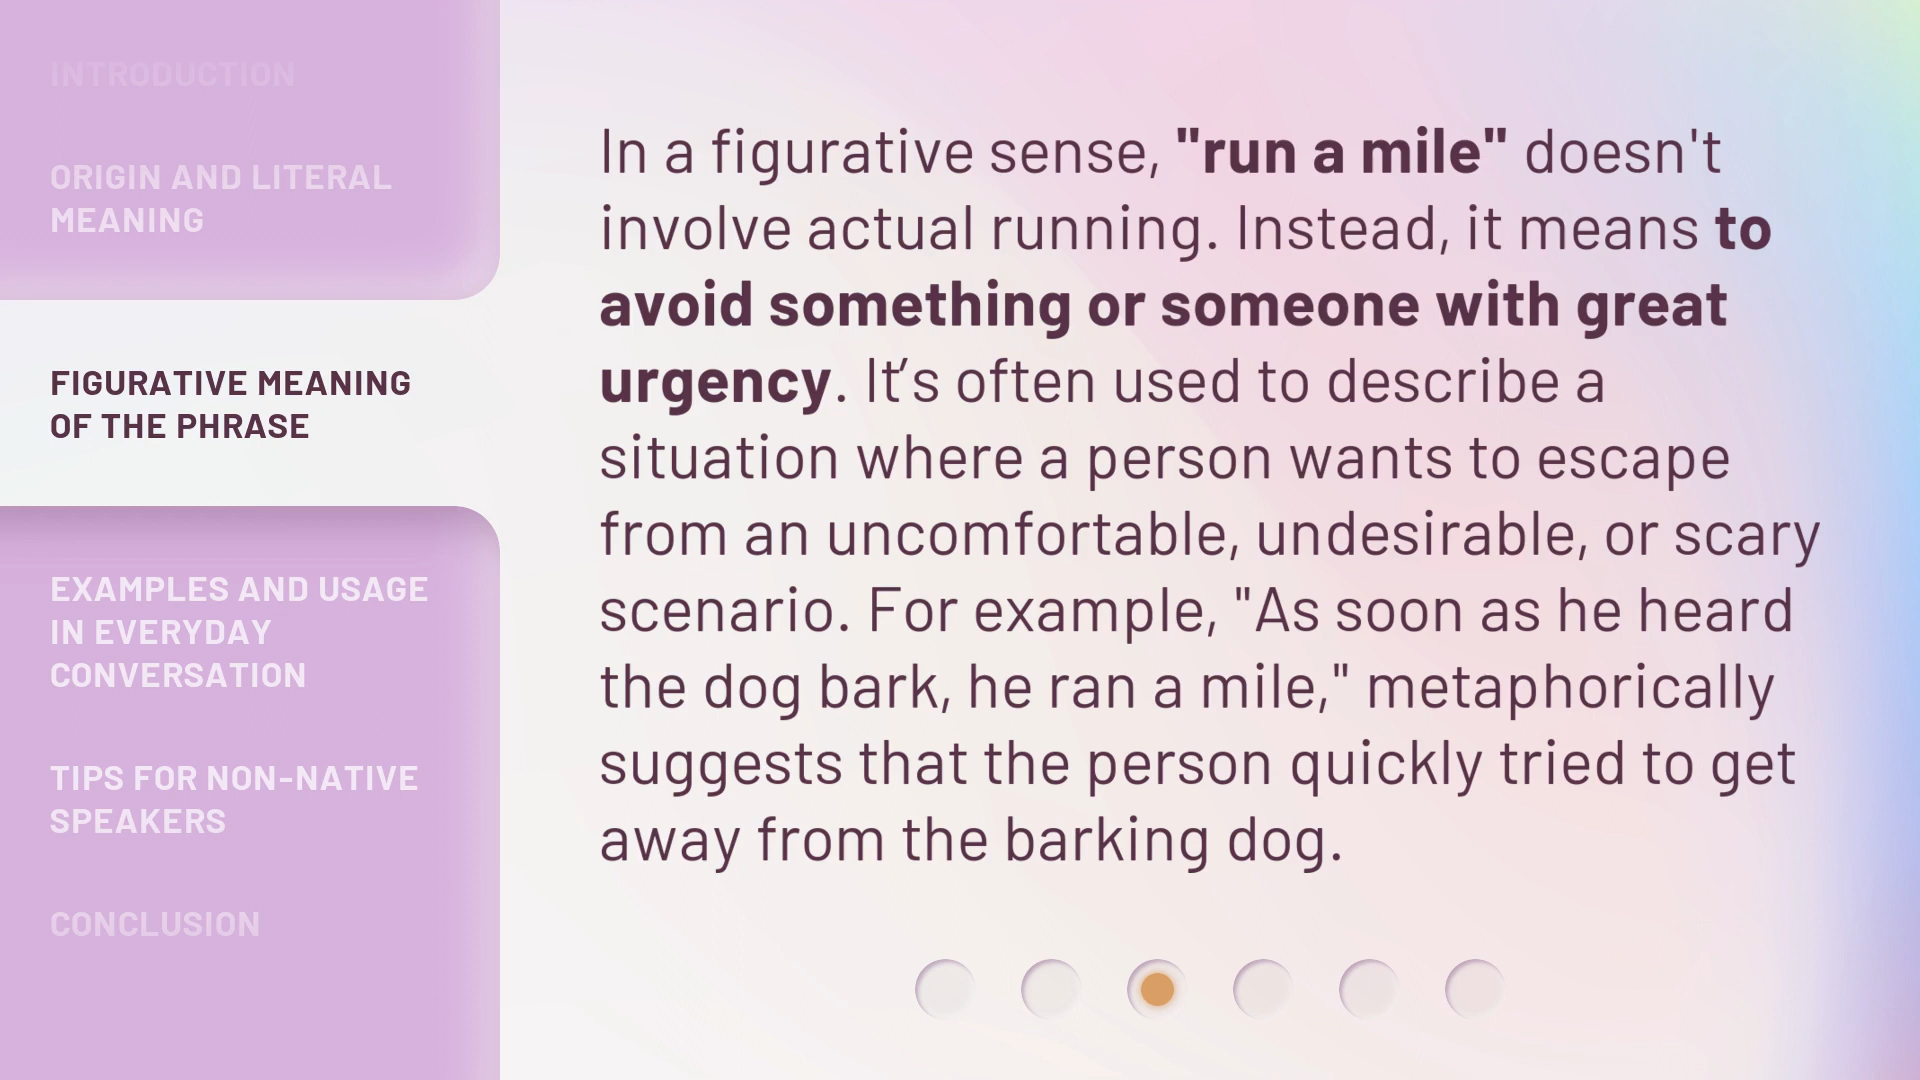 INTRODUCTION
ORIGIN AND LITERAL
MEANING
FIGURATIVE MEANING
OF THE PHRASE
EXAMPLES AND USAGE
IN EVERYDAY
CONVERSATION
TIPS FOR NON-NATIVE
SPEAKERS
CONCLUSION
In a figurative sense, "run a mile" doesn't
involve actual running. Instead, it means to
avoid something or someone with great
urgency. It’s often used to describe a
situation where a person wants to escape
from an uncomfortable, undesirable, or scary
scenario. For example, "As soon as he heard
the dog bark, he ran a mile," metaphorically
suggests that the person quickly tried to get
away from the barking dog.